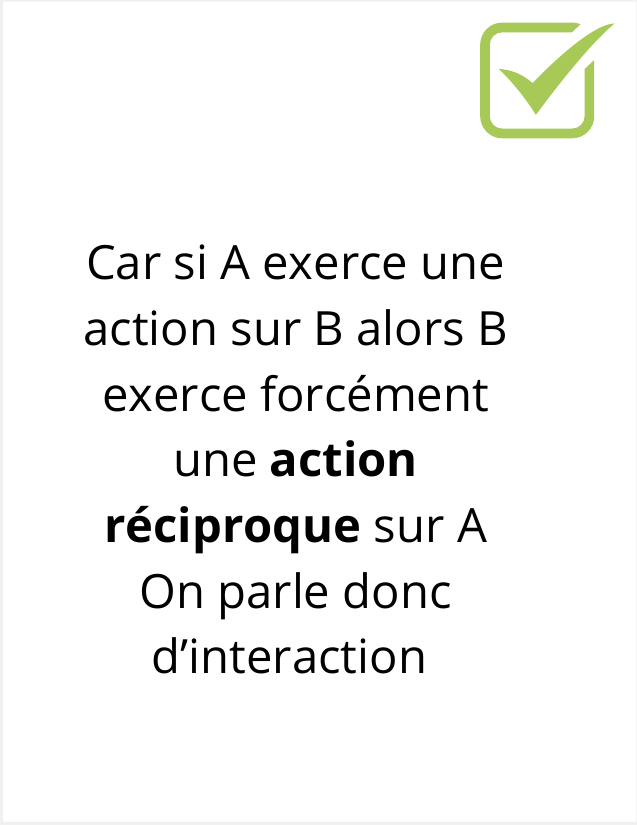 Car si A exerce une
action sur B alors B
exerce forcément
une action
réciproque sur A
On parle donc
d’interaction